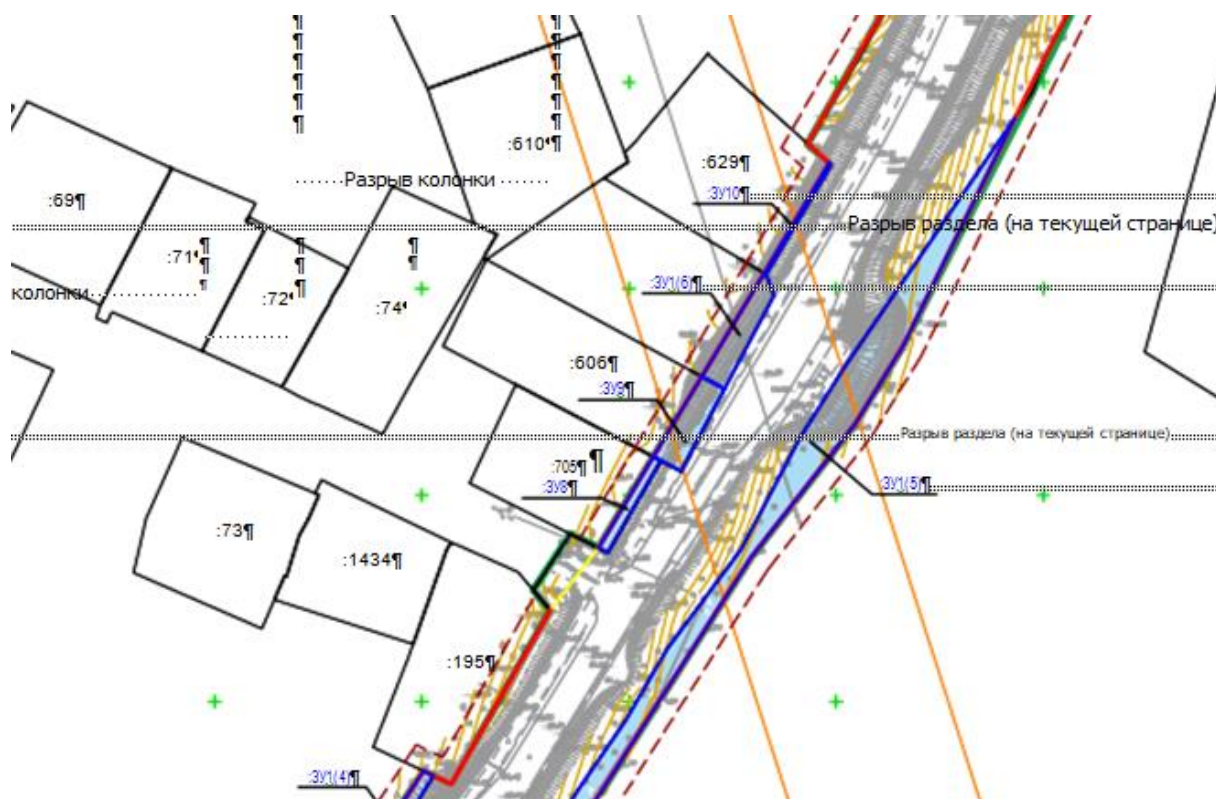 ¶ ¶
¶ ¶
¶ ¶
¶ ¶
¶ ¶
¶ ¶
:610¶
:629¶
Разрыв колонки
:ЗУ10¶
:69¶
Разрыв раздела (на текущей странице)
:71 ¶ ¶ ¶
¶ ¶ ¶
¶ ¶
:ЗУ1(6)¶
колонки
:72
:74
:606¶
:ЗУ9¶
Разрыв раздела (на текущей странице)
:705¶ ¶
:ЗУ8¶
:ЗУ1(5)¶
:73¶
:1434¶
:195¶
:ЗУ1(4)¶